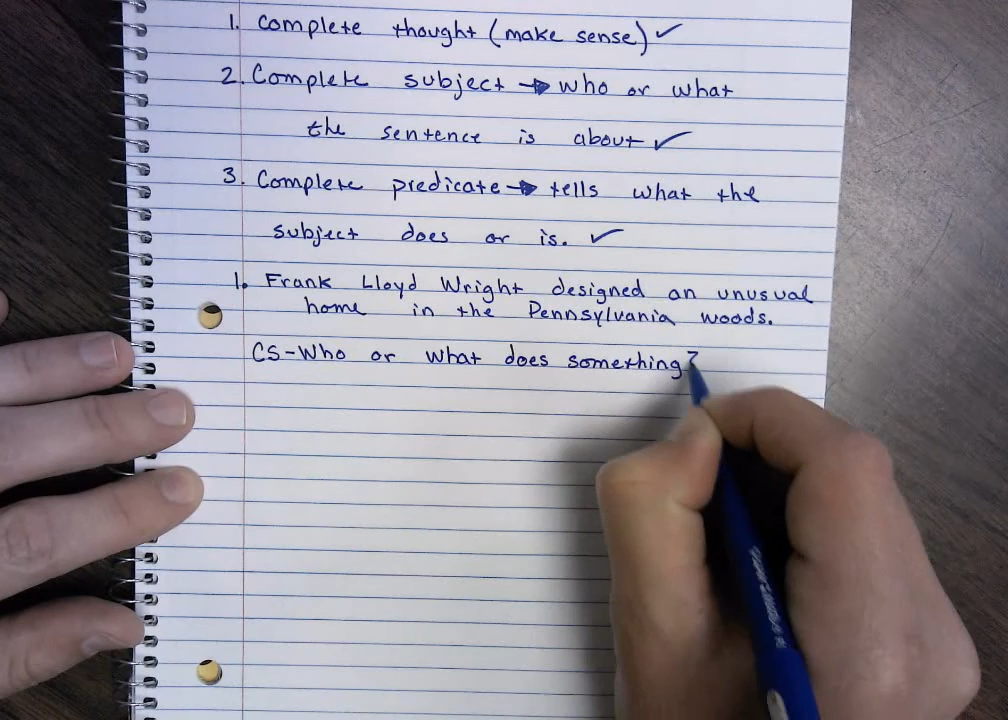 1. Complete thought (make sense) ✓
2. Complete subject → who or what
the sentence is about ✓
3. Complete predicate → tells what the
subject does or is. ✓
1. Frank Lloyd Wright designed an unusual
home in the Pennsylvania woods.
CS-Who or what does something?